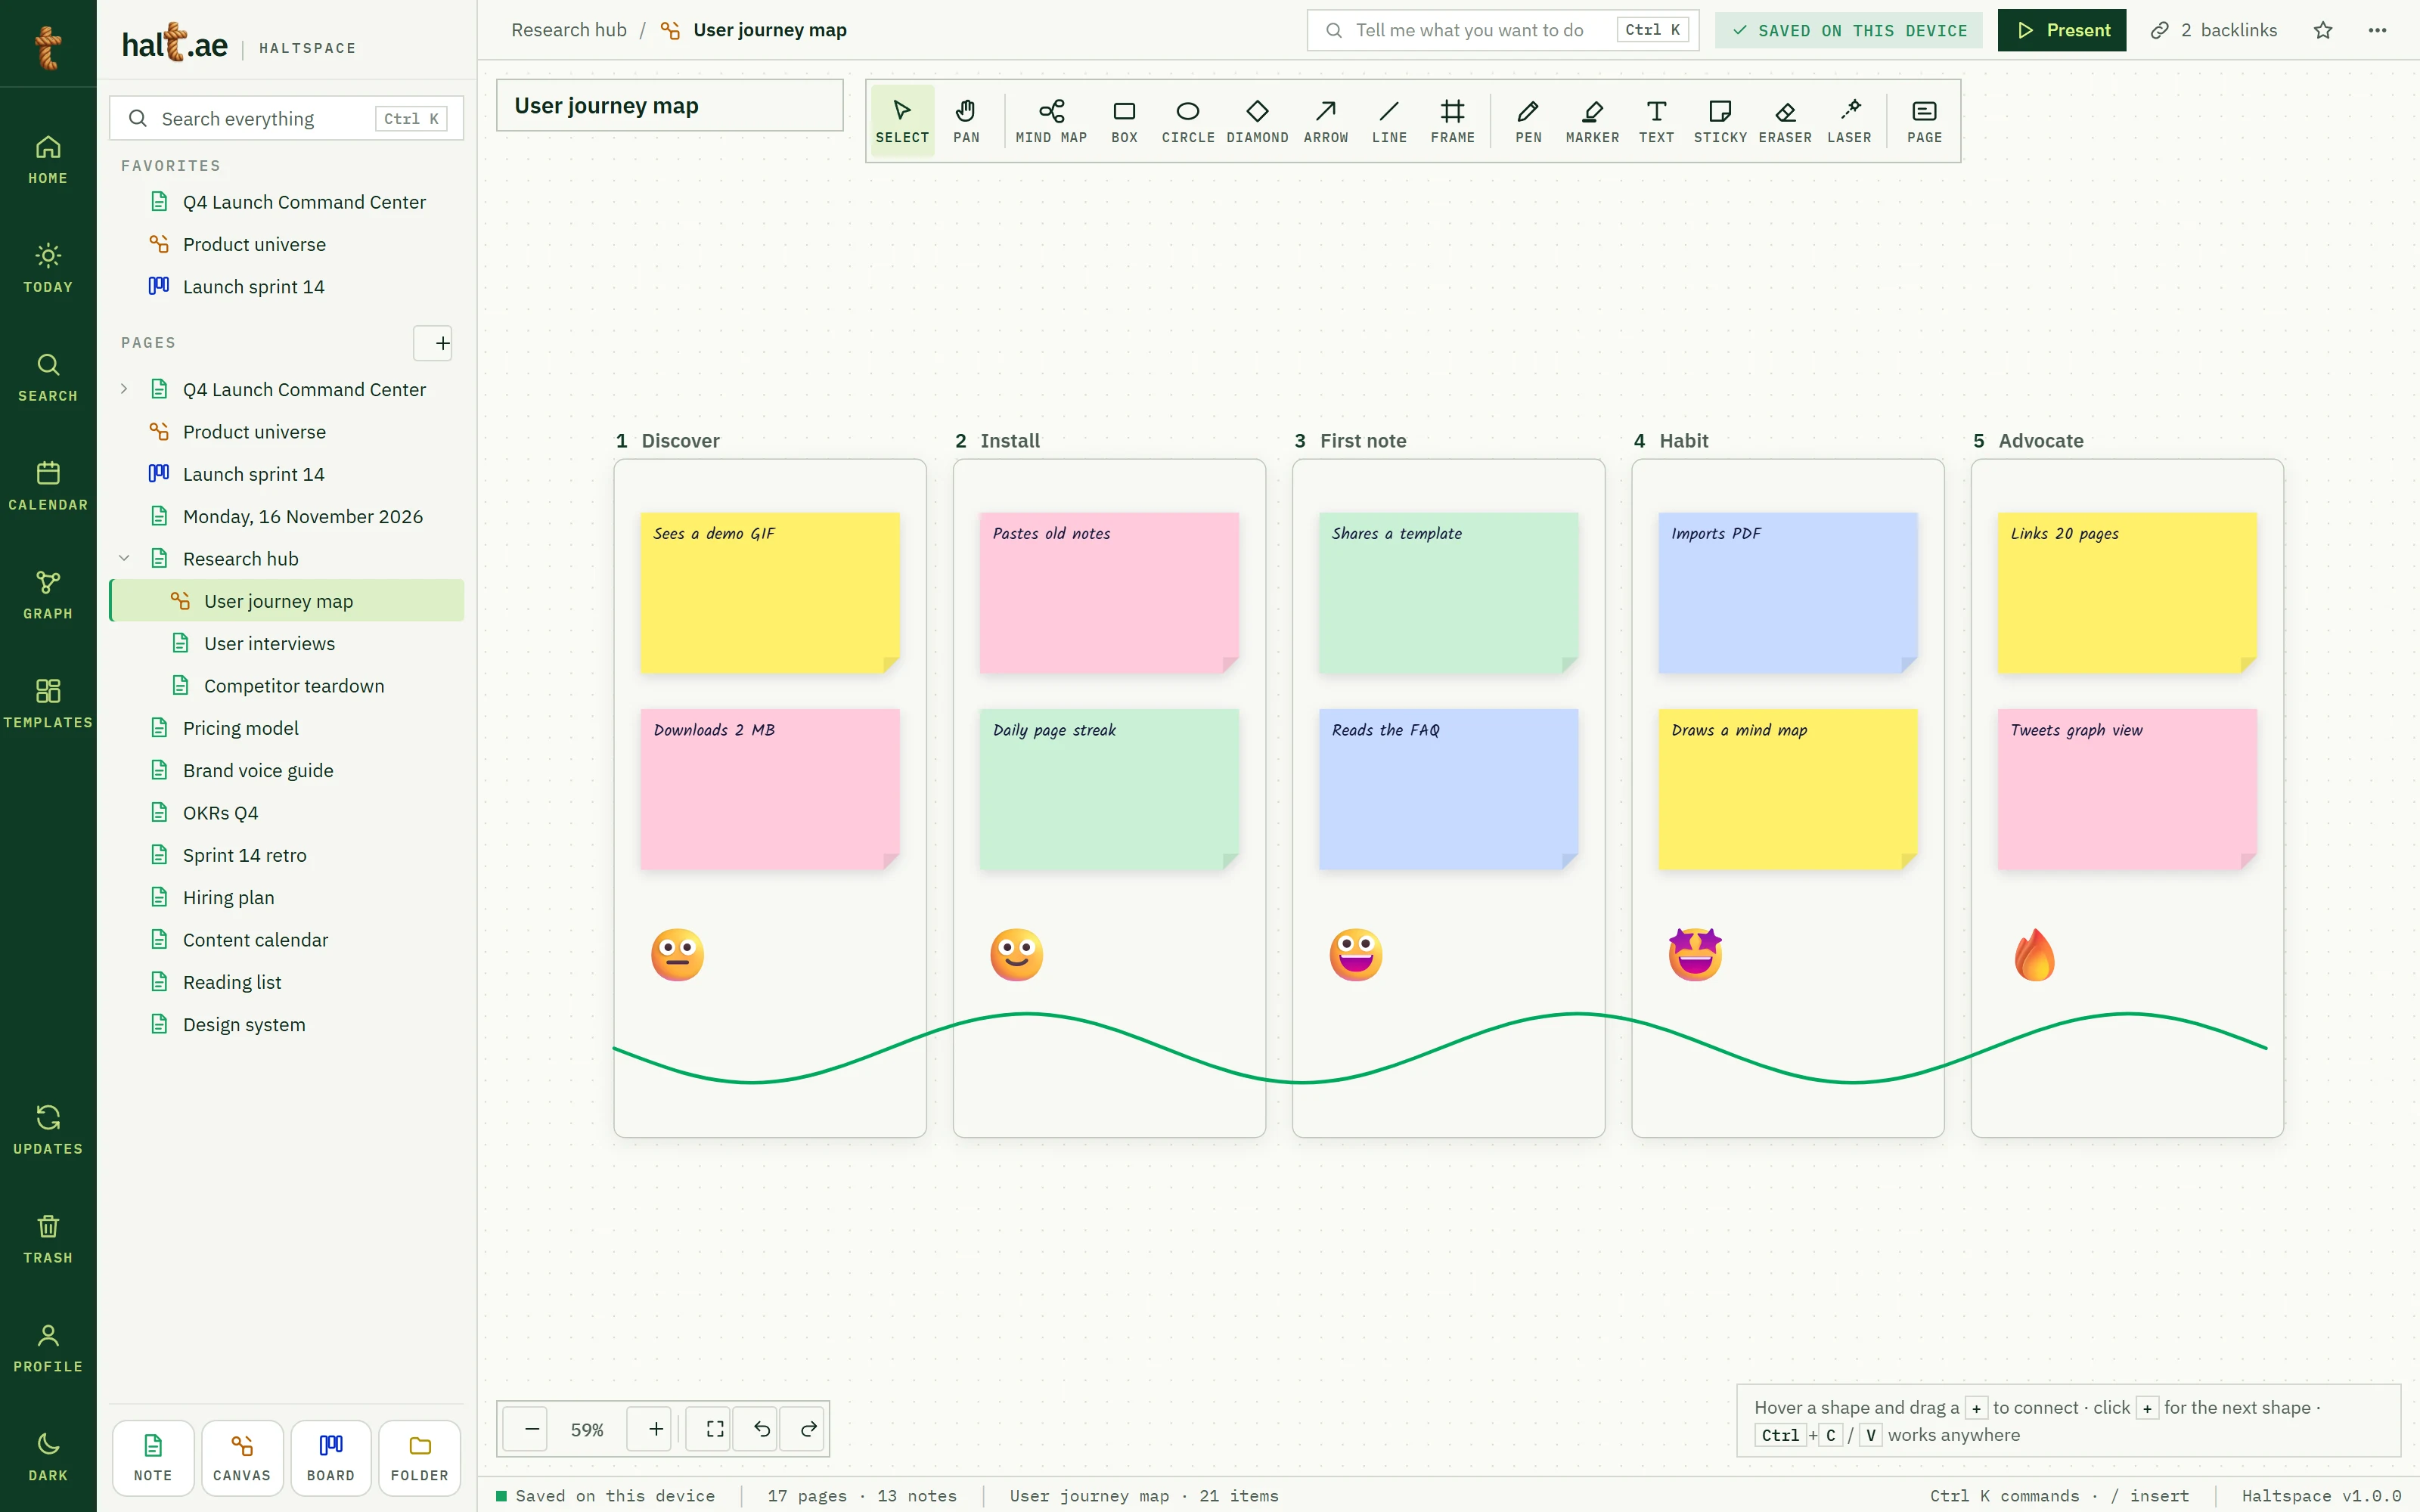 halt.ae | HALTSPACE
Search everything Ctrl K
FAVORITES
Q4 Launch Command Center
Product universe
Launch sprint 14
PAGES
Q4 Launch Command Center
Product universe
Launch sprint 14
Monday, 16 November 2026
Research hub
User journey map
User interviews
Competitor teardown
Pricing model
Brand voice guide
OKRs Q4
Sprint 14 retro
Hiring plan
Content calendar
Reading list
Design system
NOTE CANVAS BOARD FOLDER
t
HOME
TODAY
SEARCH
CALENDAR
GRAPH
TEMPLATES
UPDATES
TRASH
PROFILE
DARK
Research hub / User journey map
Tell me what you want to do Ctrl K
SAVED ON THIS DEVICE
Present
2 backlinks
User journey map
SELECT PAN MIND MAP BOX CIRCLE DIAMOND ARROW LINE FRAME PEN MARKER TEXT STICKY ERASER LASER PAGE
1 Discover
Sees a demo GIF
Downloads 2 MB
2 Install
Pastes old notes
Daily page streak
3 First note
Shares a template
Reads the FAQ
4 Habit
Imports PDF
Draws a mind map
5 Advocate
Links 20 pages
Tweets graph view
59%
Hover a shape and drag a + to connect · click + for the next shape ·
Ctrl + C / V works anywhere
Saved on this device | 17 pages · 13 notes | User journey map · 21 items
Ctrl K commands · / insert | Haltspace v1.0.0